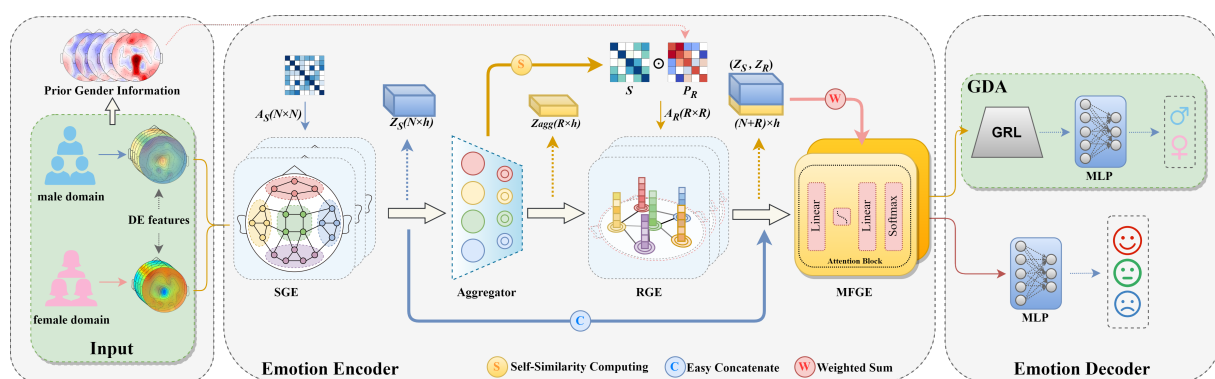 Prior Gender Information
male domain
DE features
female domain
Input
A_S(N×N)
SGE
Z_S(N×h)
Aggregator
S
Z_agg(R×h)
S
⊙
P_R
A_R(R×R)
RGE
(Z_S, Z_R)
(N+R)×h
W
C
Linear
Linear
Softmax
Attention Block
MFGE
Emotion Encoder
S Self-Similarity Computing
C Easy Concatenate
W Weighted Sum
GDA
GRL
MLP
MLP
Emotion Decoder